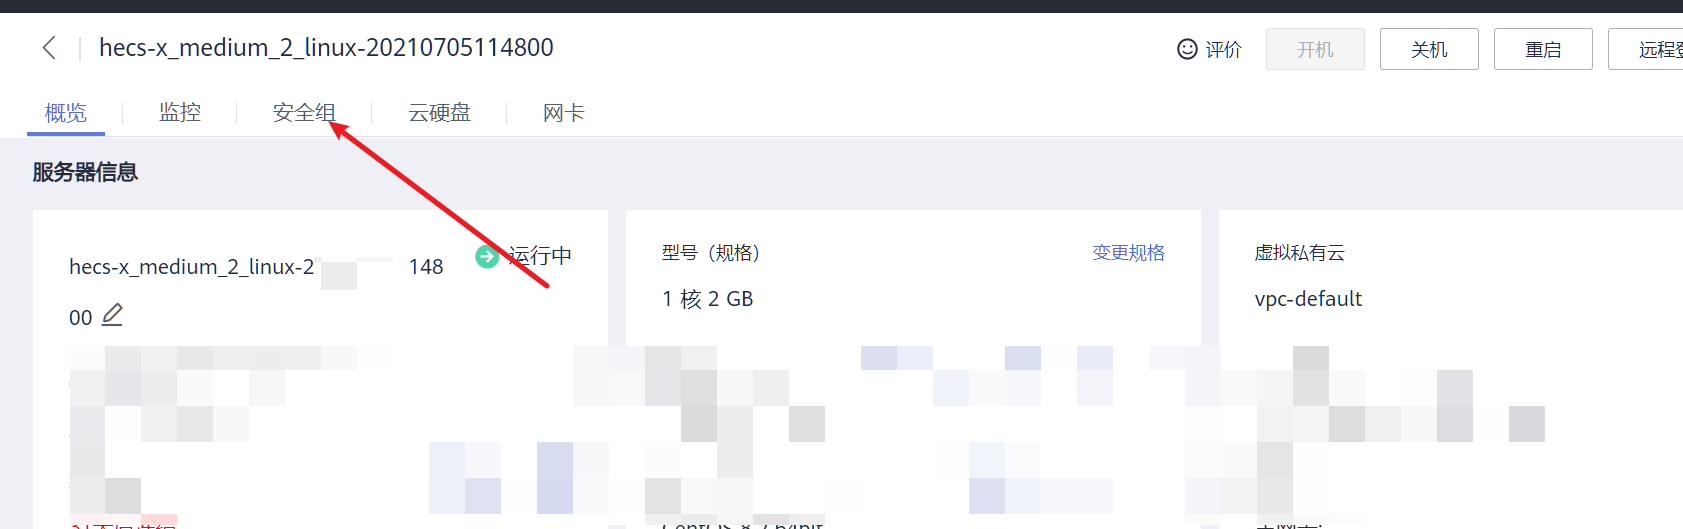 hecs-x_medium_2_linux-20210705114800
评价 开机 关机 重启 远程登
概览 监控 安全组 云硬盘 网卡
服务器信息
hecs-x_medium_2_linux-2 148
00
运行中
型号（规格） 变更规格
1 核 2 GB
虚拟私有云
vpc-default